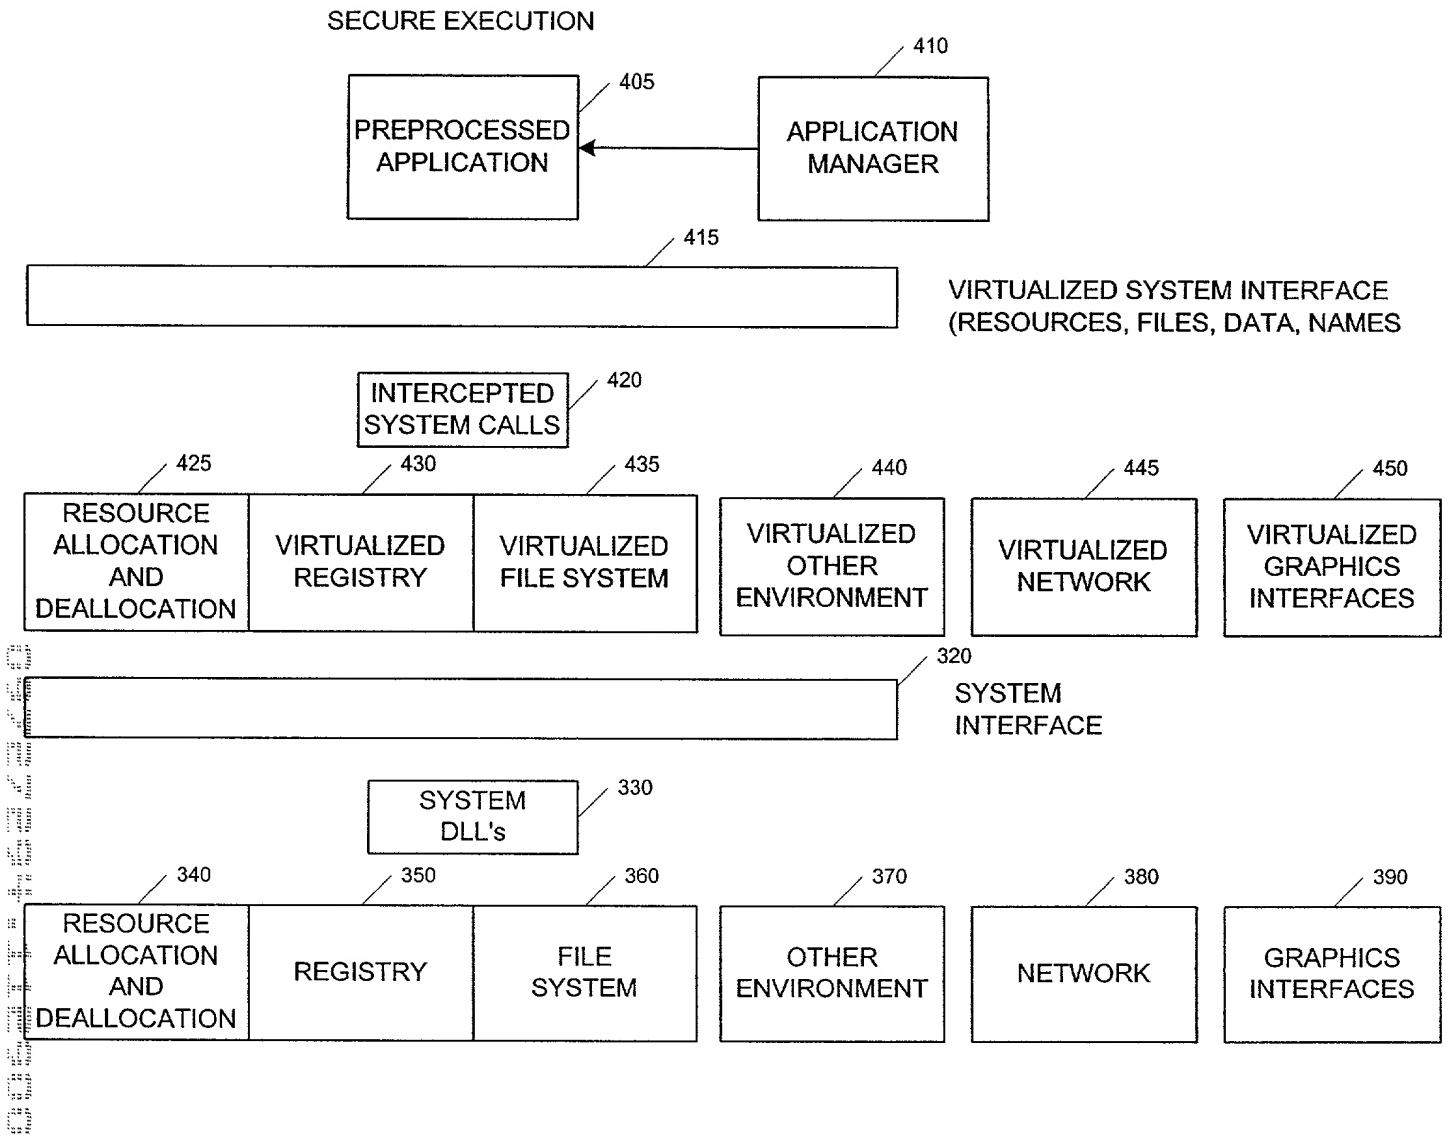 SECURE EXECUTION
410
405
PREPROCESSED
APPLICATION
APPLICATION
MANAGER
415
VIRTUALIZED SYSTEM INTERFACE
(RESOURCES, FILES, DATA, NAMES
420
INTERCEPTED
SYSTEM CALLS
425
430
435
440
445
450
RESOURCE
ALLOCATION
AND
DEALLOCATION
VIRTUALIZED
REGISTRY
VIRTUALIZED
FILE SYSTEM
VIRTUALIZED
OTHER
ENVIRONMENT
VIRTUALIZED
NETWORK
VIRTUALIZED
GRAPHICS
INTERFACES
320
SYSTEM
INTERFACE
330
SYSTEM
DLL's
340
350
360
370
380
390
RESOURCE
ALLOCATION
AND
DEALLOCATION
REGISTRY
FILE
SYSTEM
OTHER
ENVIRONMENT
NETWORK
GRAPHICS
INTERFACES